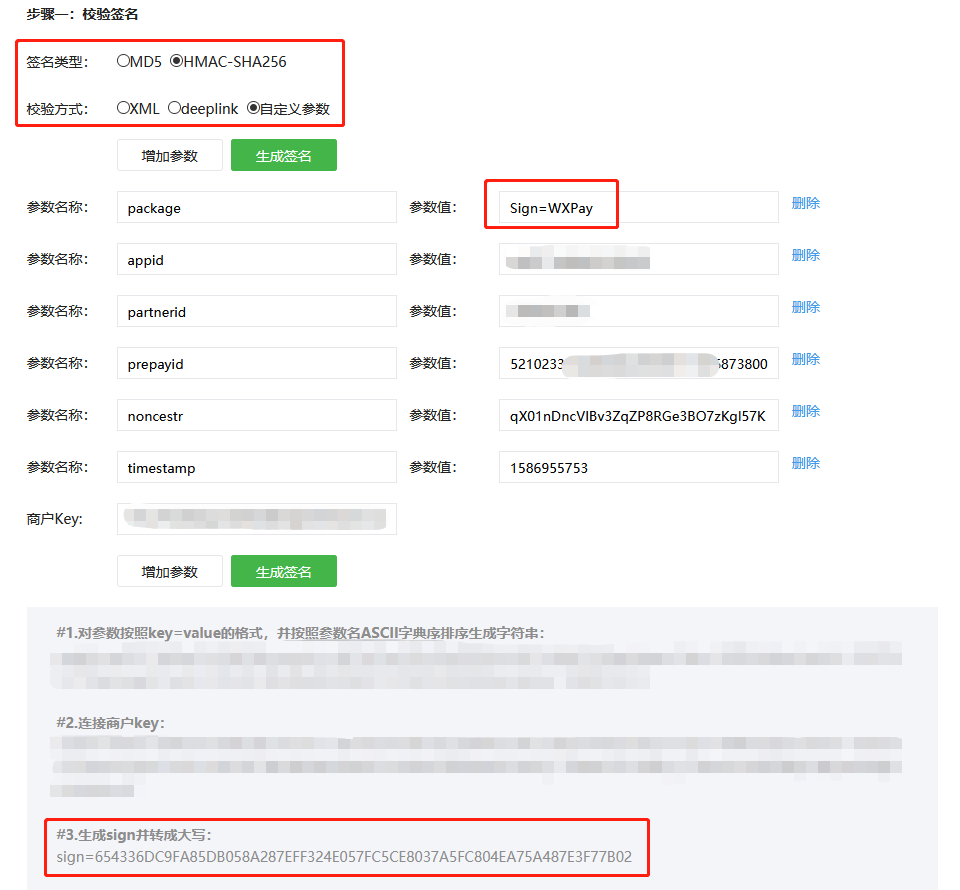 步骤一：校验签名
签名类型： MD5 HMAC-SHA256
校验方式： XML deeplink 自定义参数
增加参数 生成签名
参数名称： package 参数值： Sign=WXPay 删除
参数名称： appid 参数值： 删除
参数名称： partnerid 参数值： 删除
参数名称： prepayid 参数值： 5210233 5873800 删除
参数名称： noncestr 参数值： qX01nDncVIBv3ZqZP8RGe3BO7zKgl57K 删除
参数名称： timestamp 参数值： 1586955753 删除
商户Key:
增加参数 生成签名
#1.对参数按照key=value的格式，并按照参数名ASCII字典序排序生成字符串：
#2.连接商户key：
#3.生成sign并转成大写：
sign=654336DC9FA85DB058A287EFF324E057FC5CE8037A5FC804EA75A487E3F77B02